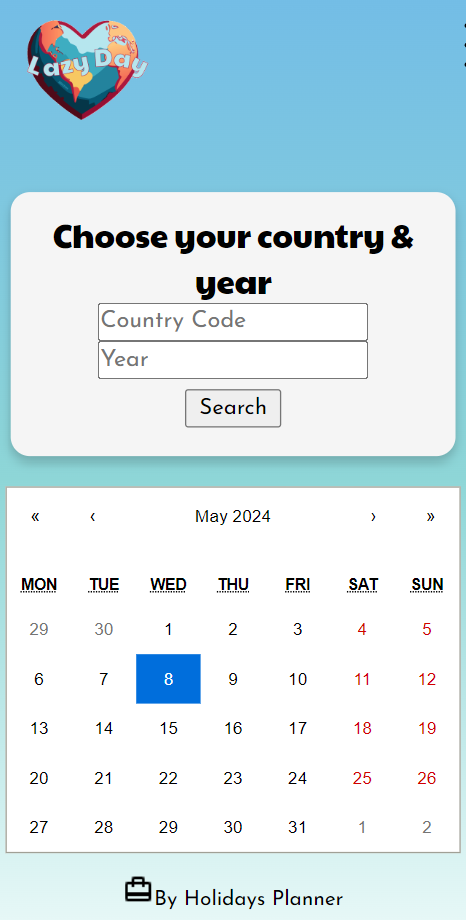 Lazy Day
Choose your country &
year
Country Code
Year
Search
« ‹ May 2024 › »
MON TUE WED THU FRI SAT SUN
29 30 1 2 3 4 5
6 7 8 9 10 11 12
13 14 15 16 17 18 19
20 21 22 23 24 25 26
27 28 29 30 31 1 2
By Holidays Planner